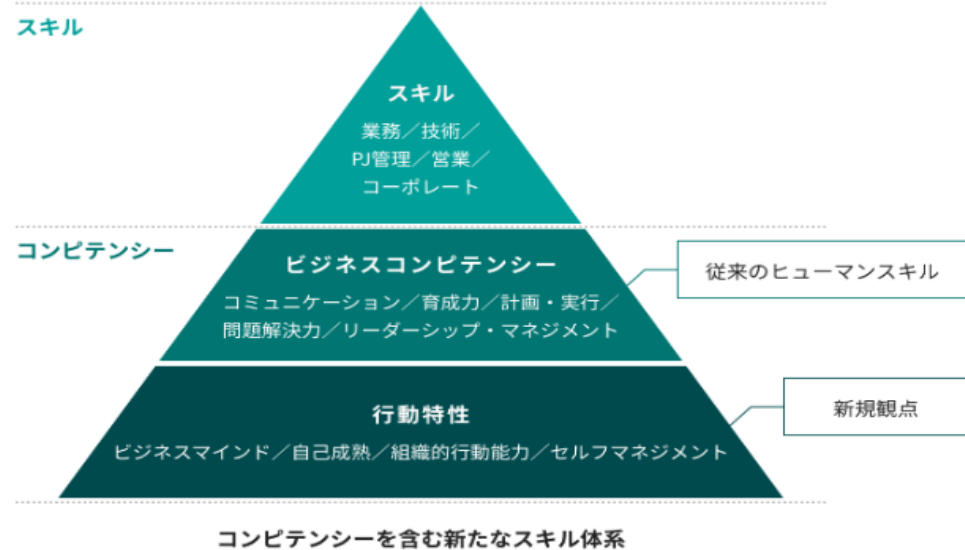 スキル
スキル
業務／技術／
PJ管理／営業／
コーポレート
コンピテンシー
ビジネスコンピテンシー
コミュニケーション／育成力／計画・実行／
問題解決力／リーダーシップ・マネジメント
従来のヒューマンスキル
行動特性
ビジネスマインド／自己成熟／組織的行動能力／セルフマネジメント
新規観点
コンピテンシーを含む新たなスキル体系